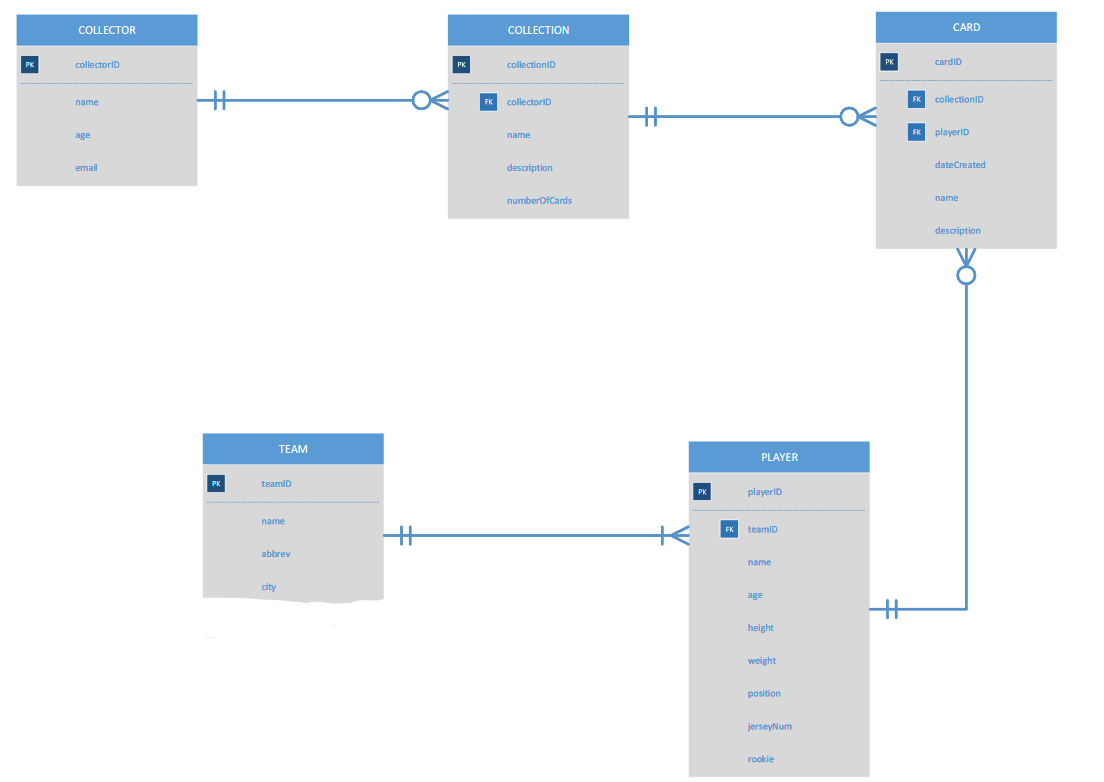 COLLECTOR
PK collectorID
name
age
email
COLLECTION
PK collectionID
FK collectorID
name
description
numberOfCards
CARD
PK cardID
FK collectionID
FK playerID
dateCreated
name
description
TEAM
PK teamID
name
abbrev
city
PLAYER
PK playerID
FK teamID
name
age
height
weight
position
jerseyNum
rookie